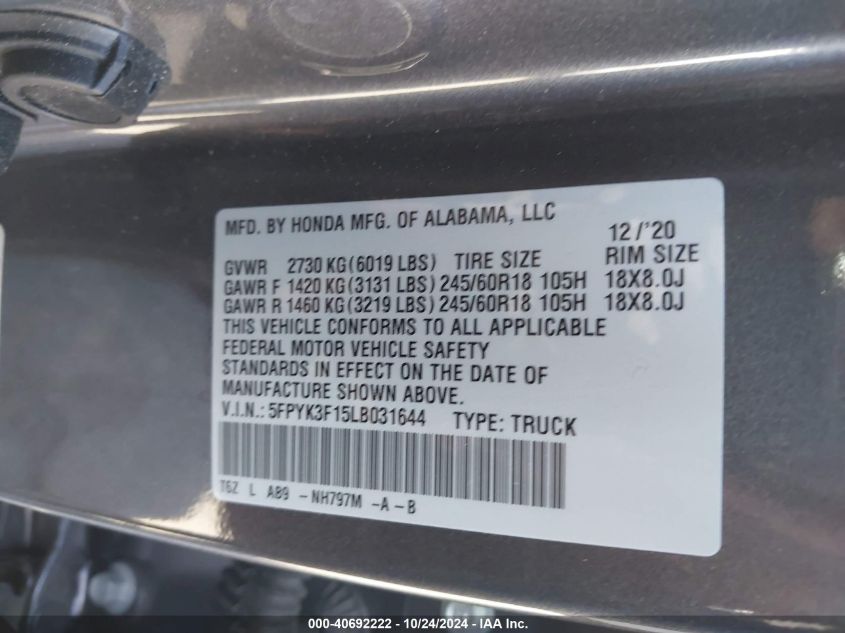 MFD. BY HONDA MFG. OF ALABAMA, LLC 12/'20
GVWR 2730 KG(6019 LBS) TIRE SIZE RIM SIZE
GAWR F 1420 KG(3131 LBS) 245/60R18 105H 18X8.0J
GAWR R 1460 KG(3219 LBS) 245/60R18 105H 18X8.0J
THIS VEHICLE CONFORMS TO ALL APPLICABLE
FEDERAL MOTOR VEHICLE SAFETY
STANDARDS IN EFFECT ON THE DATE OF
MANUFACTURE SHOWN ABOVE.
V.I.N.: 5FPYK3F15LB031644 TYPE: TRUCK
T6Z L A89 -NH797M -A-B
000-40692222 - 10/24/2024 - IAA Inc.